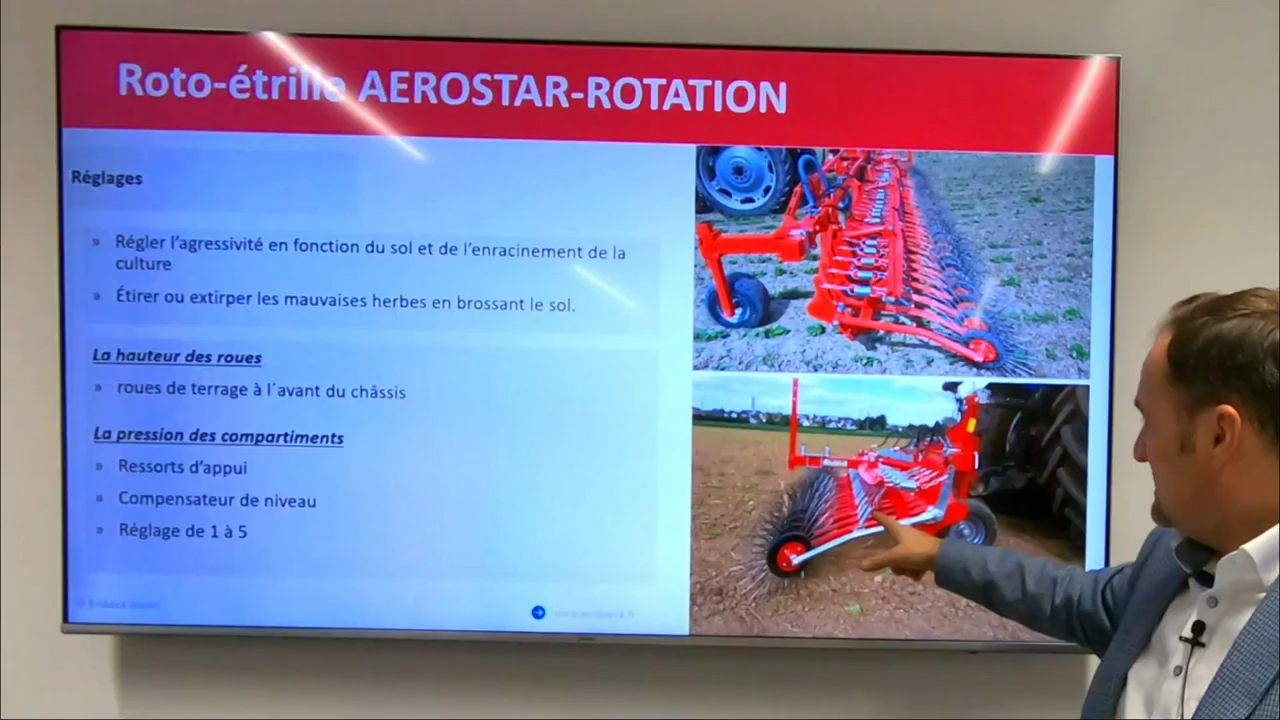 Roto-étrille AEROSTAR-ROTATION
Réglages
» Régler l'agressivité en fonction du sol et de l'enracinement de la
culture
» Étirer ou extirper les mauvaises herbes en brossant le sol.
La hauteur des roues
» roues de terrage à l´avant du châssis
La pression des compartiments
» Ressorts d'appui
» Compensateur de niveau
» Réglage de 1 à 5